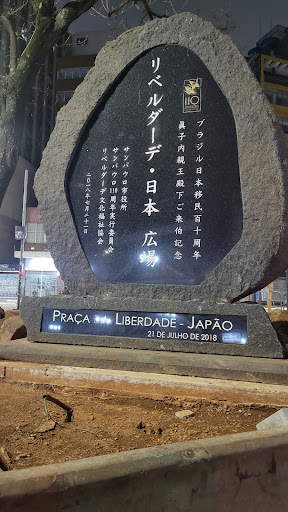 110
ブラジル日本移民百十周年
眞子内親王殿下ご来伯記念
リベルダーデ・日本 広場
サンパウロ市役所
サンパウロ110周年実行委員会
リベルダーデ文化福祉協会
二〇一八年七月二十一日
PRAÇA DA LIBERDADE - JAPÃO
21 DE JULHO DE 2018